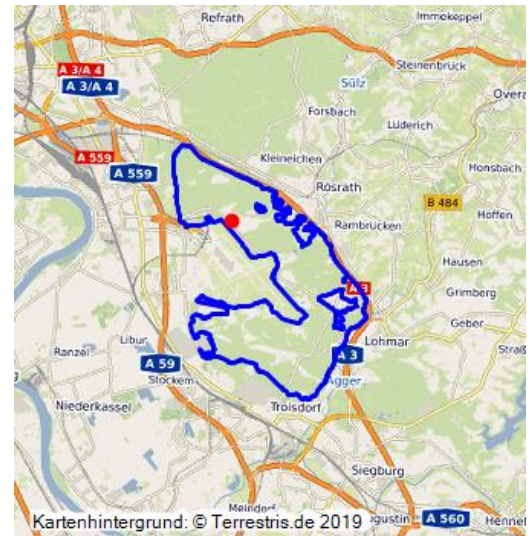 Refrath
Immekeppel
Steinenbrück
A 3/A 4
A 3/A 4
Sülz
Overa
Forsbach
Lüderich
A 559
Kleineichen
Honsbach
A 559
Rösrath
B 484
Hoffen
Rambrücken
Hausen
A 3
Grimberg
Geber
Libur
Lohmar
Straß
Ranzel
A 59
A 3
Stockem
Agger
Niederkassel
Troisdorf
Siegburg
Meindorf
Kartenhintergrund: © Terrestris.de 2019
ugustin
A 560
Hennef